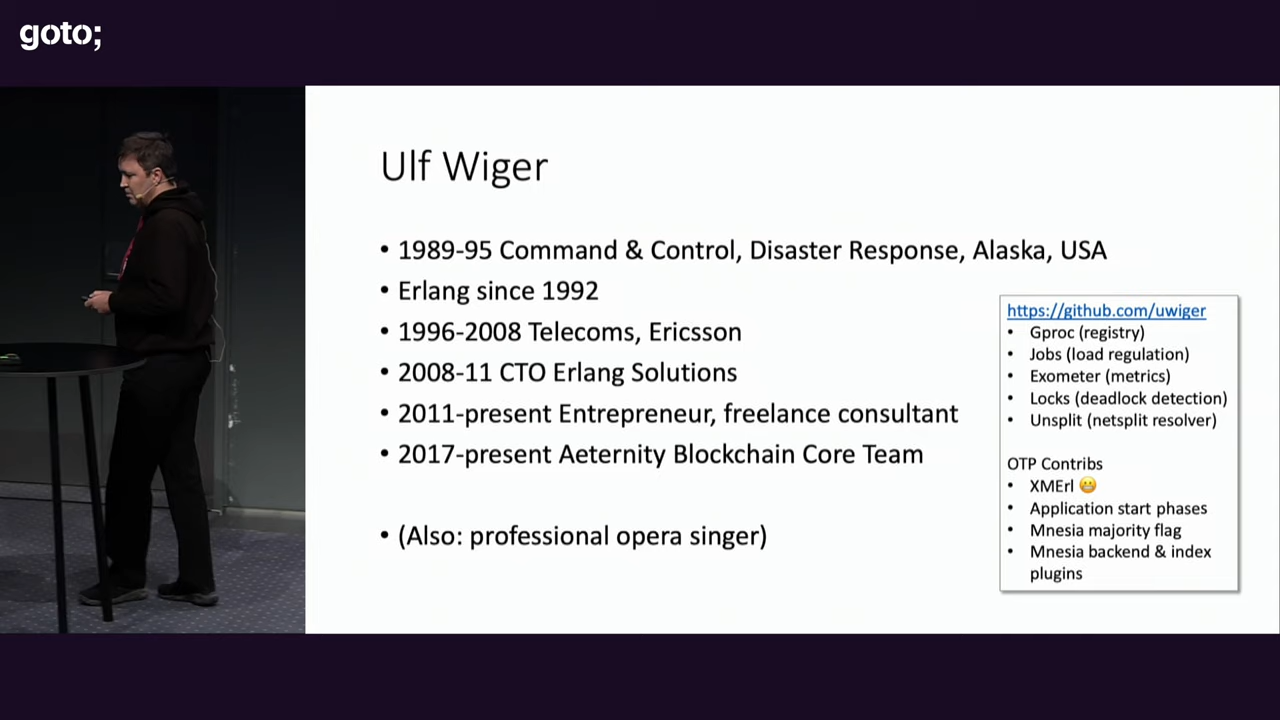 goto;
Ulf Wiger
• 1989-95 Command & Control, Disaster Response, Alaska, USA
• Erlang since 1992
• 1996-2008 Telecoms, Ericsson
• 2008-11 CTO Erlang Solutions
• 2011-present Entrepreneur, freelance consultant
• 2017-present Aeternity Blockchain Core Team
• (Also: professional opera singer)
https://github.com/uwiger
• Gproc (registry)
• Jobs (load regulation)
• Exometer (metrics)
• Locks (deadlock detection)
• Unsplit (netsplit resolver)
OTP Contribs
• XMErl 😬
• Application start phases
• Mnesia majority flag
• Mnesia backend & index
plugins